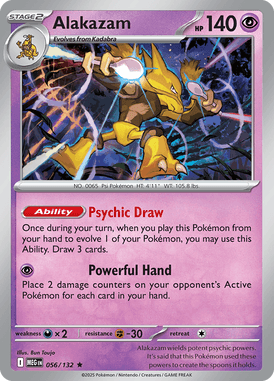 STAGE2 Alakazam HP 140
Evolves from Kadabra
NO. 0065 Psi Pokémon HT: 4'11" WT: 105.8 lbs.
Ability Psychic Draw
Once during your turn, when you play this Pokémon
from your hand to evolve 1 of your Pokémon, you may use
this Ability. Draw 3 cards.
Powerful Hand
Place 2 damage counters on your opponent's Active
Pokémon for each card in your hand.
weakness ×2 resistance -30 retreat
Illus. Bun Toujo
I MEG EN 056/132 ★
Alakazam wields potent psychic powers.
It's said that this Pokémon used these
powers to create the spoons it holds.
©2025 Pokémon / Nintendo / Creatures / GAME FREAK